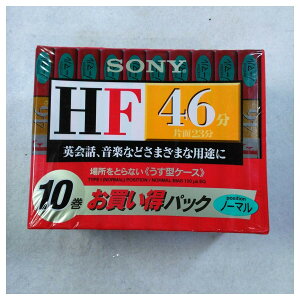 SONY
HF 46分
片面23分
英会話、音楽などさまざまな用途に
場所をとらない《うす型ケース》
TYPE I (NORMAL) POSITION / NORMAL BIAS 120 µs EQ
10巻 お買い得パック
position
ノーマル